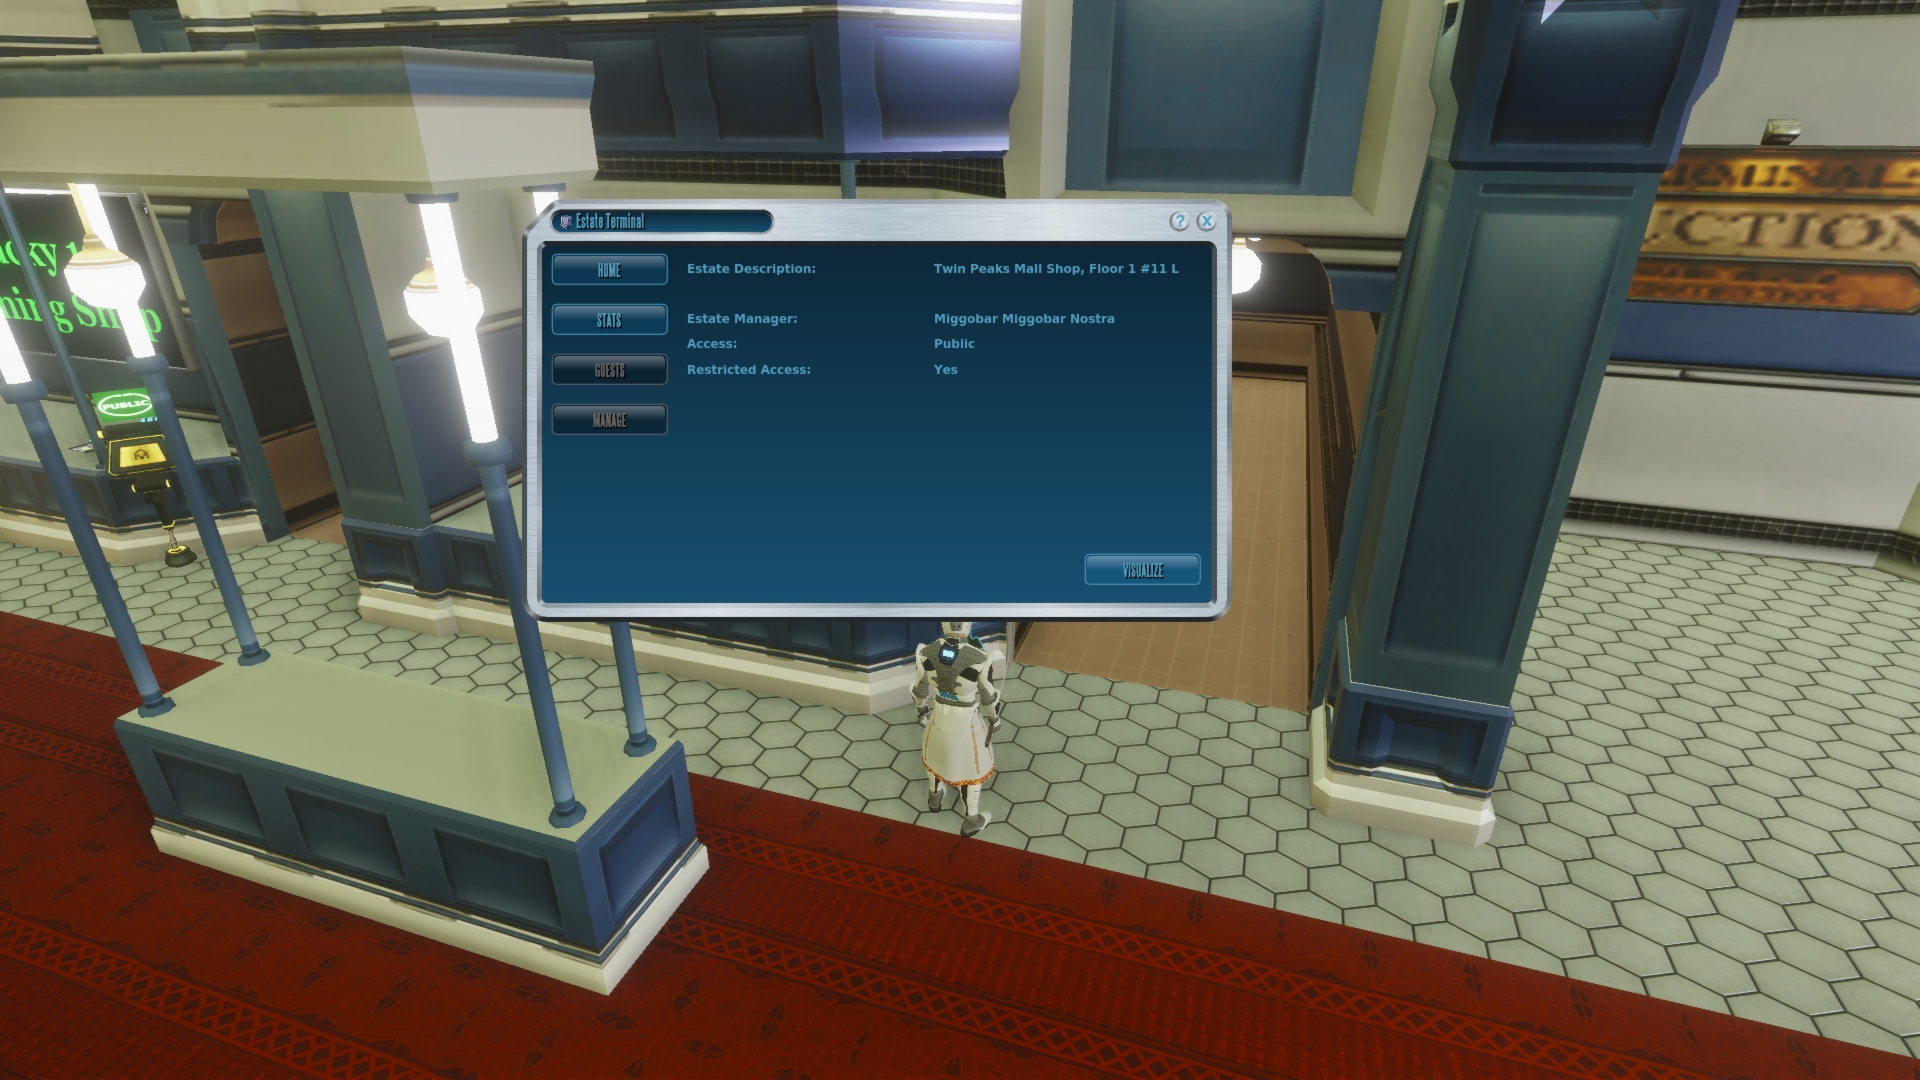 Estate Terminal
?
X
HOME
Estate Description: Twin Peaks Mall Shop, Floor 1 #11 L
STATS
Estate Manager: Miggobar Miggobar Nostra
Access: Public
GUESTS
Restricted Access: Yes
MANAGE
VISUALIZE
PUBLIC